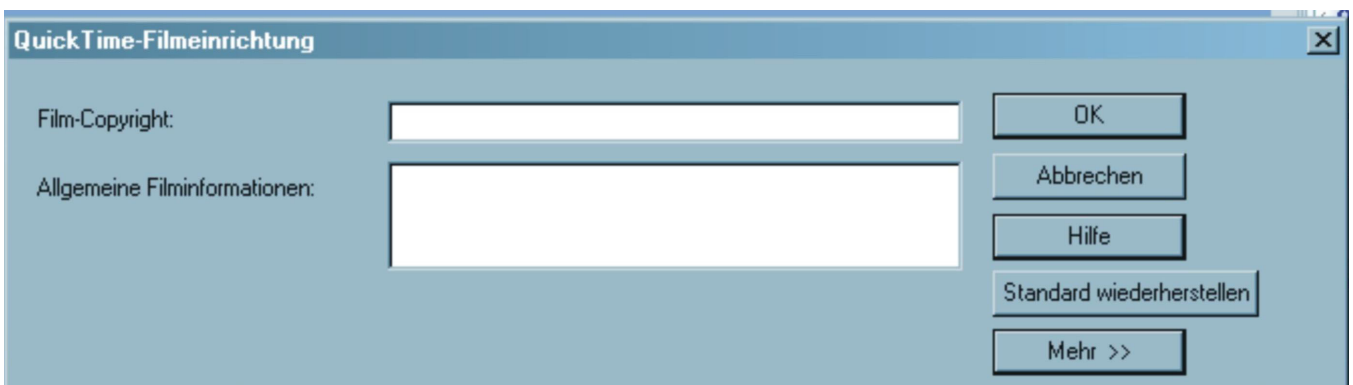 QuickTime-Filmeinrichtung
Film-Copyright:
OK
Allgemeine Filminformationen:
Abbrechen
Hilfe
Standard wiederherstellen
Mehr >>